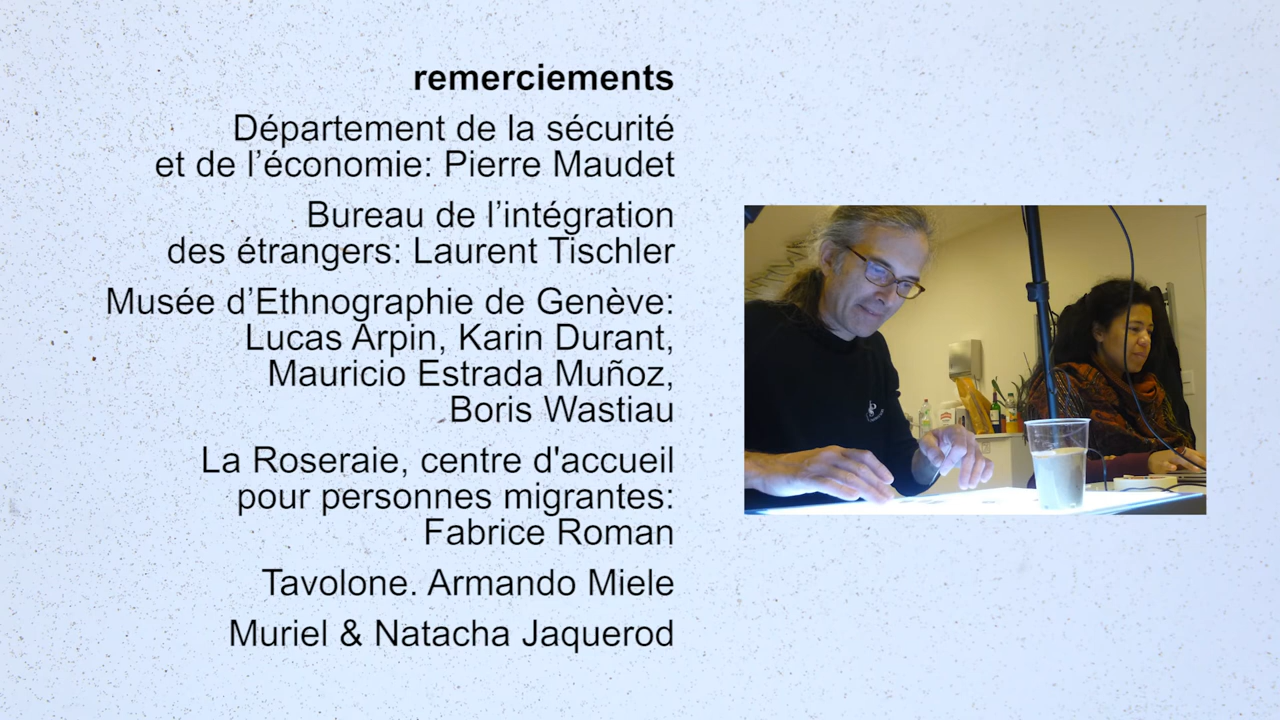 remerciements
Département de la sécurité
et de l’économie: Pierre Maudet
Bureau de l’intégration
des étrangers: Laurent Tischler
Musée d’Ethnographie de Genève:
Lucas Arpin, Karin Durant,
Mauricio Estrada Muñoz,
Boris Wastiau
La Roseraie, centre d'accueil
pour personnes migrantes:
Fabrice Roman
Tavolone. Armando Miele
Muriel & Natacha Jaquerod